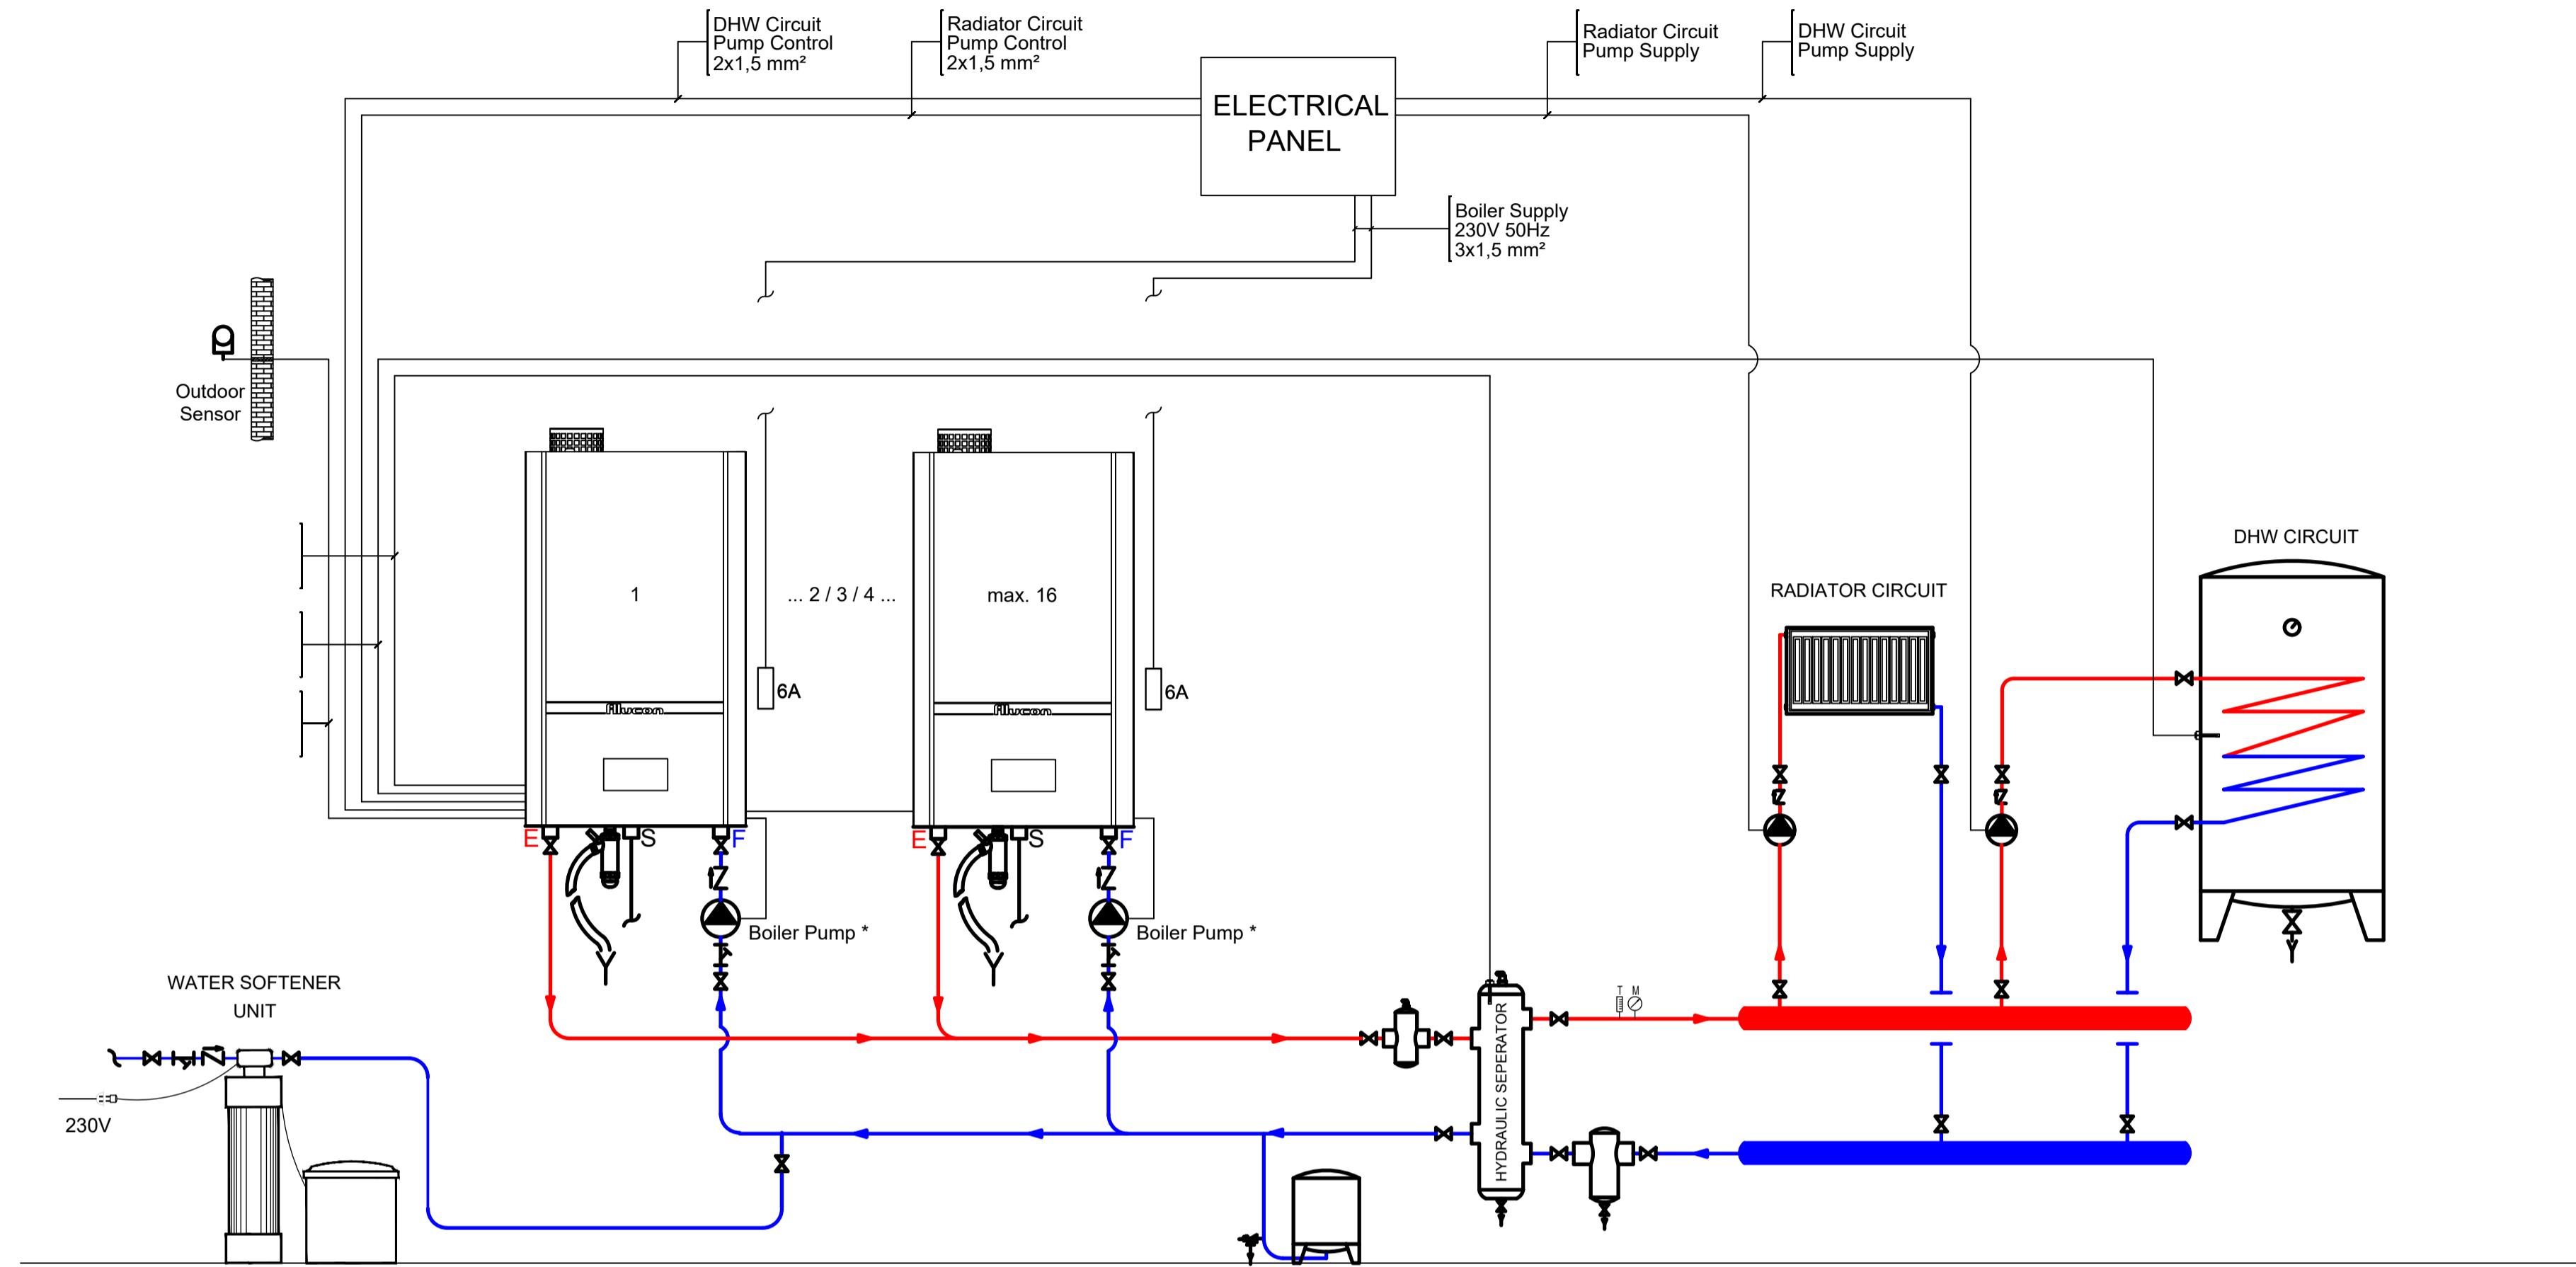 DHW Circuit
Pump Control
2x1,5 mm²
Radiator Circuit
Pump Control
2x1,5 mm²
Radiator Circuit
Pump Supply
DHW Circuit
Pump Supply
ELECTRICAL
PANEL
Boiler Supply
230V 50Hz
3x1,5 mm²
Outdoor
Sensor
1
... 2 / 3 / 4 ...
max. 16
6A
6A
Alucon
Alucon
DHW CIRCUIT
RADIATOR CIRCUIT
E
S
F
E
S
F
Boiler Pump *
Boiler Pump *
WATER SOFTENER
UNIT
230V
T M
HYDRAULIC SEPERATOR